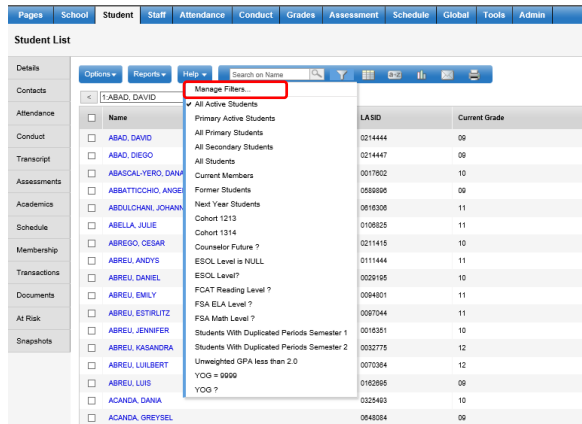 Pages School Student Staff Attendance Conduct Grades Assessment Schedule Global Tools Admin
Student List
Details
Contacts
Attendance
Conduct
Transcript
Assessments
Academics
Schedule
Membership
Transactions
Documents
At Risk
Snapshots
Options Reports Help Search on Name a-z
< 1:ABAD, DAVID
Manage Filters...
All Active Students
Primary Active Students
All Primary Students
All Secondary Students
All Students
Current Members
Former Students
Next Year Students
Cohort 1213
Cohort 1314
Counselor Future ?
ESOL Level is NULL
ESOL Level?
FCAT Reading Level ?
FSA ELA Level ?
FSA Math Level ?
Students With Duplicated Periods Semester 1
Students With Duplicated Periods Semester 2
Unweighted GPA less than 2.0
YOG = 9999
YOG ?
Name LASID Current Grade
ABAD, DAVID 0214444 09
ABAD, DIEGO 0214447 09
ABASCAL-YERO, DANA 0017602 10
ABBATTICCHIO, ANGE 0589896 09
ABDULCHANI, JOHANN 0616306 11
ABELLA, JULIE 0106825 11
ABREGO, CESAR 0211415 10
ABREU, ANDYS 0111444 11
ABREU, DANIEL 0029195 10
ABREU, EMILY 0094801 11
ABREU, ESTIRLITZ 0097044 11
ABREU, JENNIFER 0016351 10
ABREU, KASANDRA 0032775 12
ABREU, LUILBERT 0070364 12
ABREU, LUIS 0162695 09
ACANDA, DANIA 0325493 10
ACANDA, GREYSEL 0648084 09